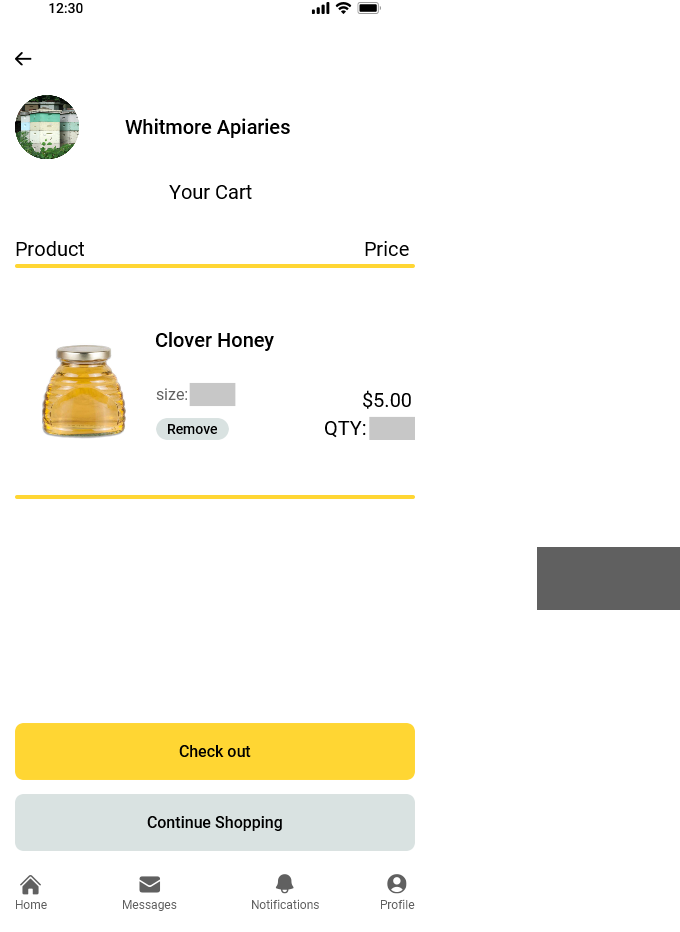 12:30
Whitmore Apiaries
Your Cart
Product Price
Clover Honey
size:
$5.00
Remove
QTY:
Check out
Continue Shopping
Home Messages Notifications Profile